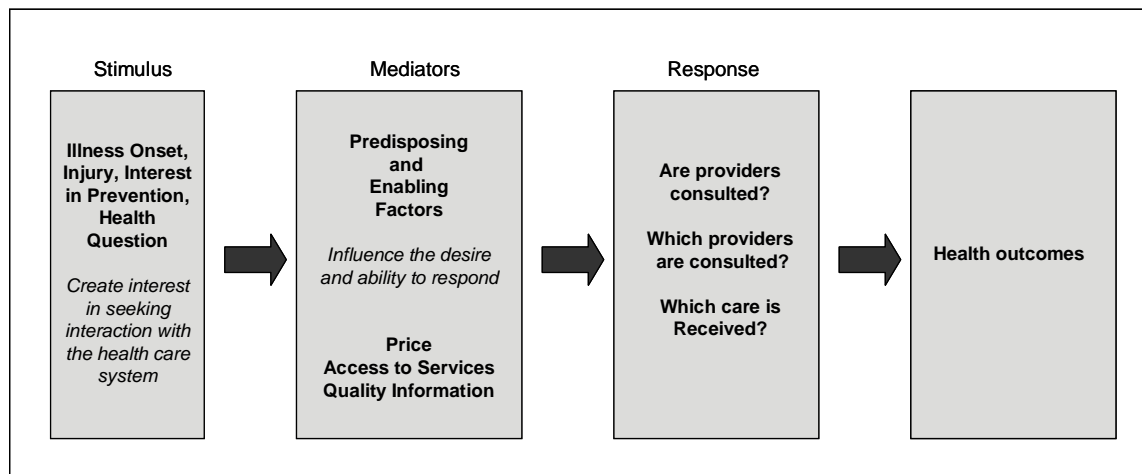 Stimulus
Mediators
Response
Illness Onset,
Injury, Interest
in Prevention,
Health
Question
Create interest
in seeking
interaction with
the health care
system
Predisposing
and
Enabling
Factors
Influence the desire
and ability to respond
Price
Access to Services
Quality Information
Are providers
consulted?
Which providers
are consulted?
Which care is
Received?
Health outcomes